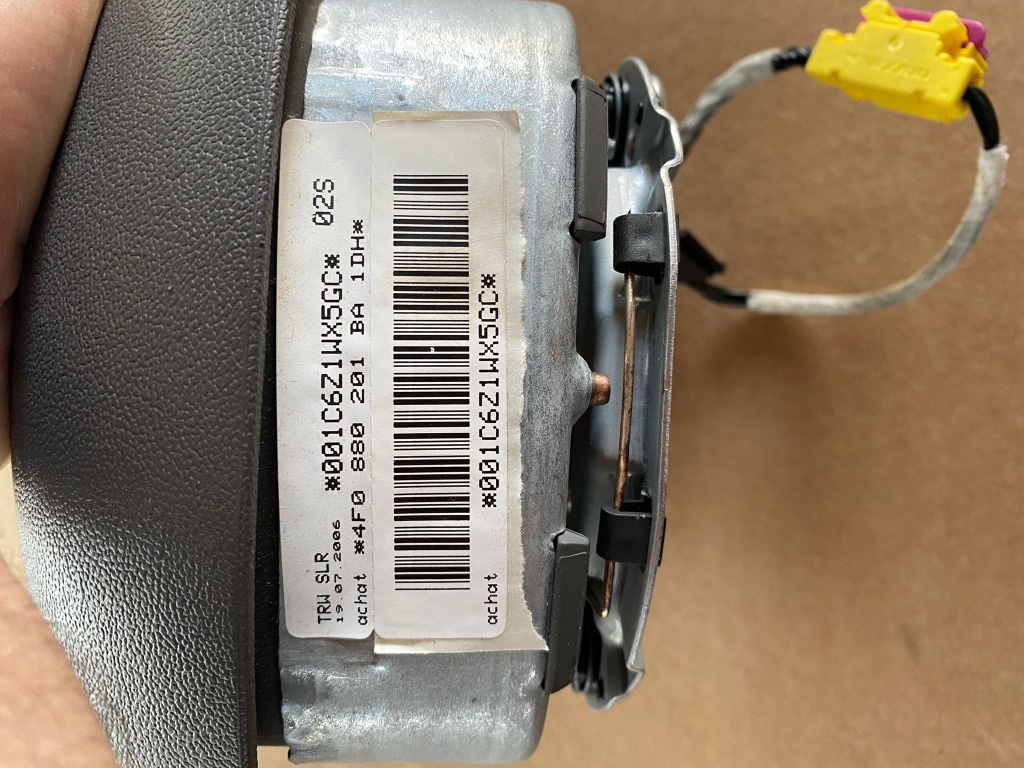 TRW SLR *001C6Z1WX5GC* 02S
19.07.2006
achat *4F0 880 201 BA 1DH*
achat *001C6Z1WX5GC*